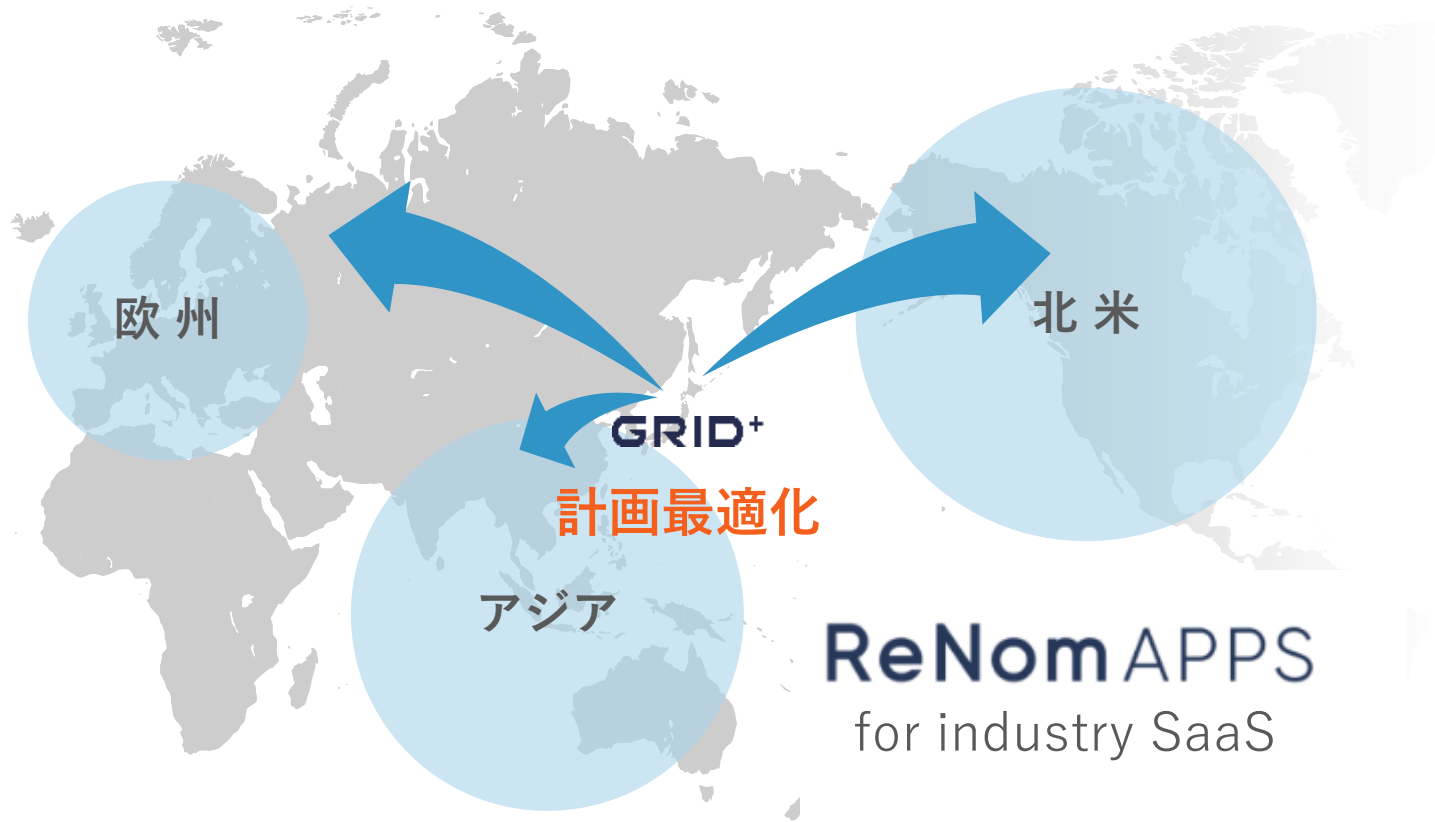 欧州
北米
GRID+
計画最適化
アジア
ReNom APPS
for industry SaaS